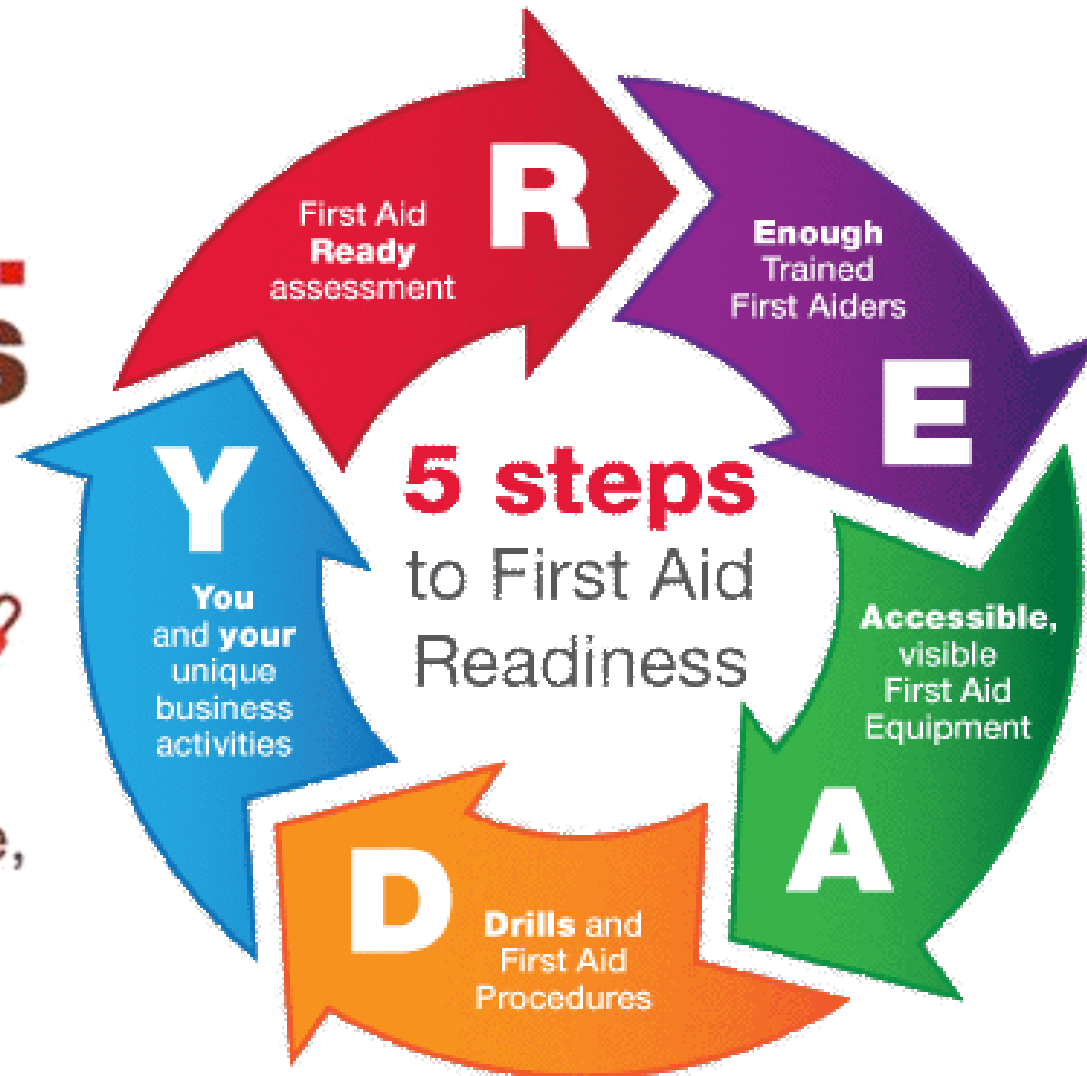 R
First Aid
Ready
assessment
Enough
Trained
First Aiders
E
5 steps
to First Aid
Readiness
Accessible,
visible
First Aid
Equipment
A
D
Drills and
First Aid
Procedures
Y
You
and your
unique
business
activities